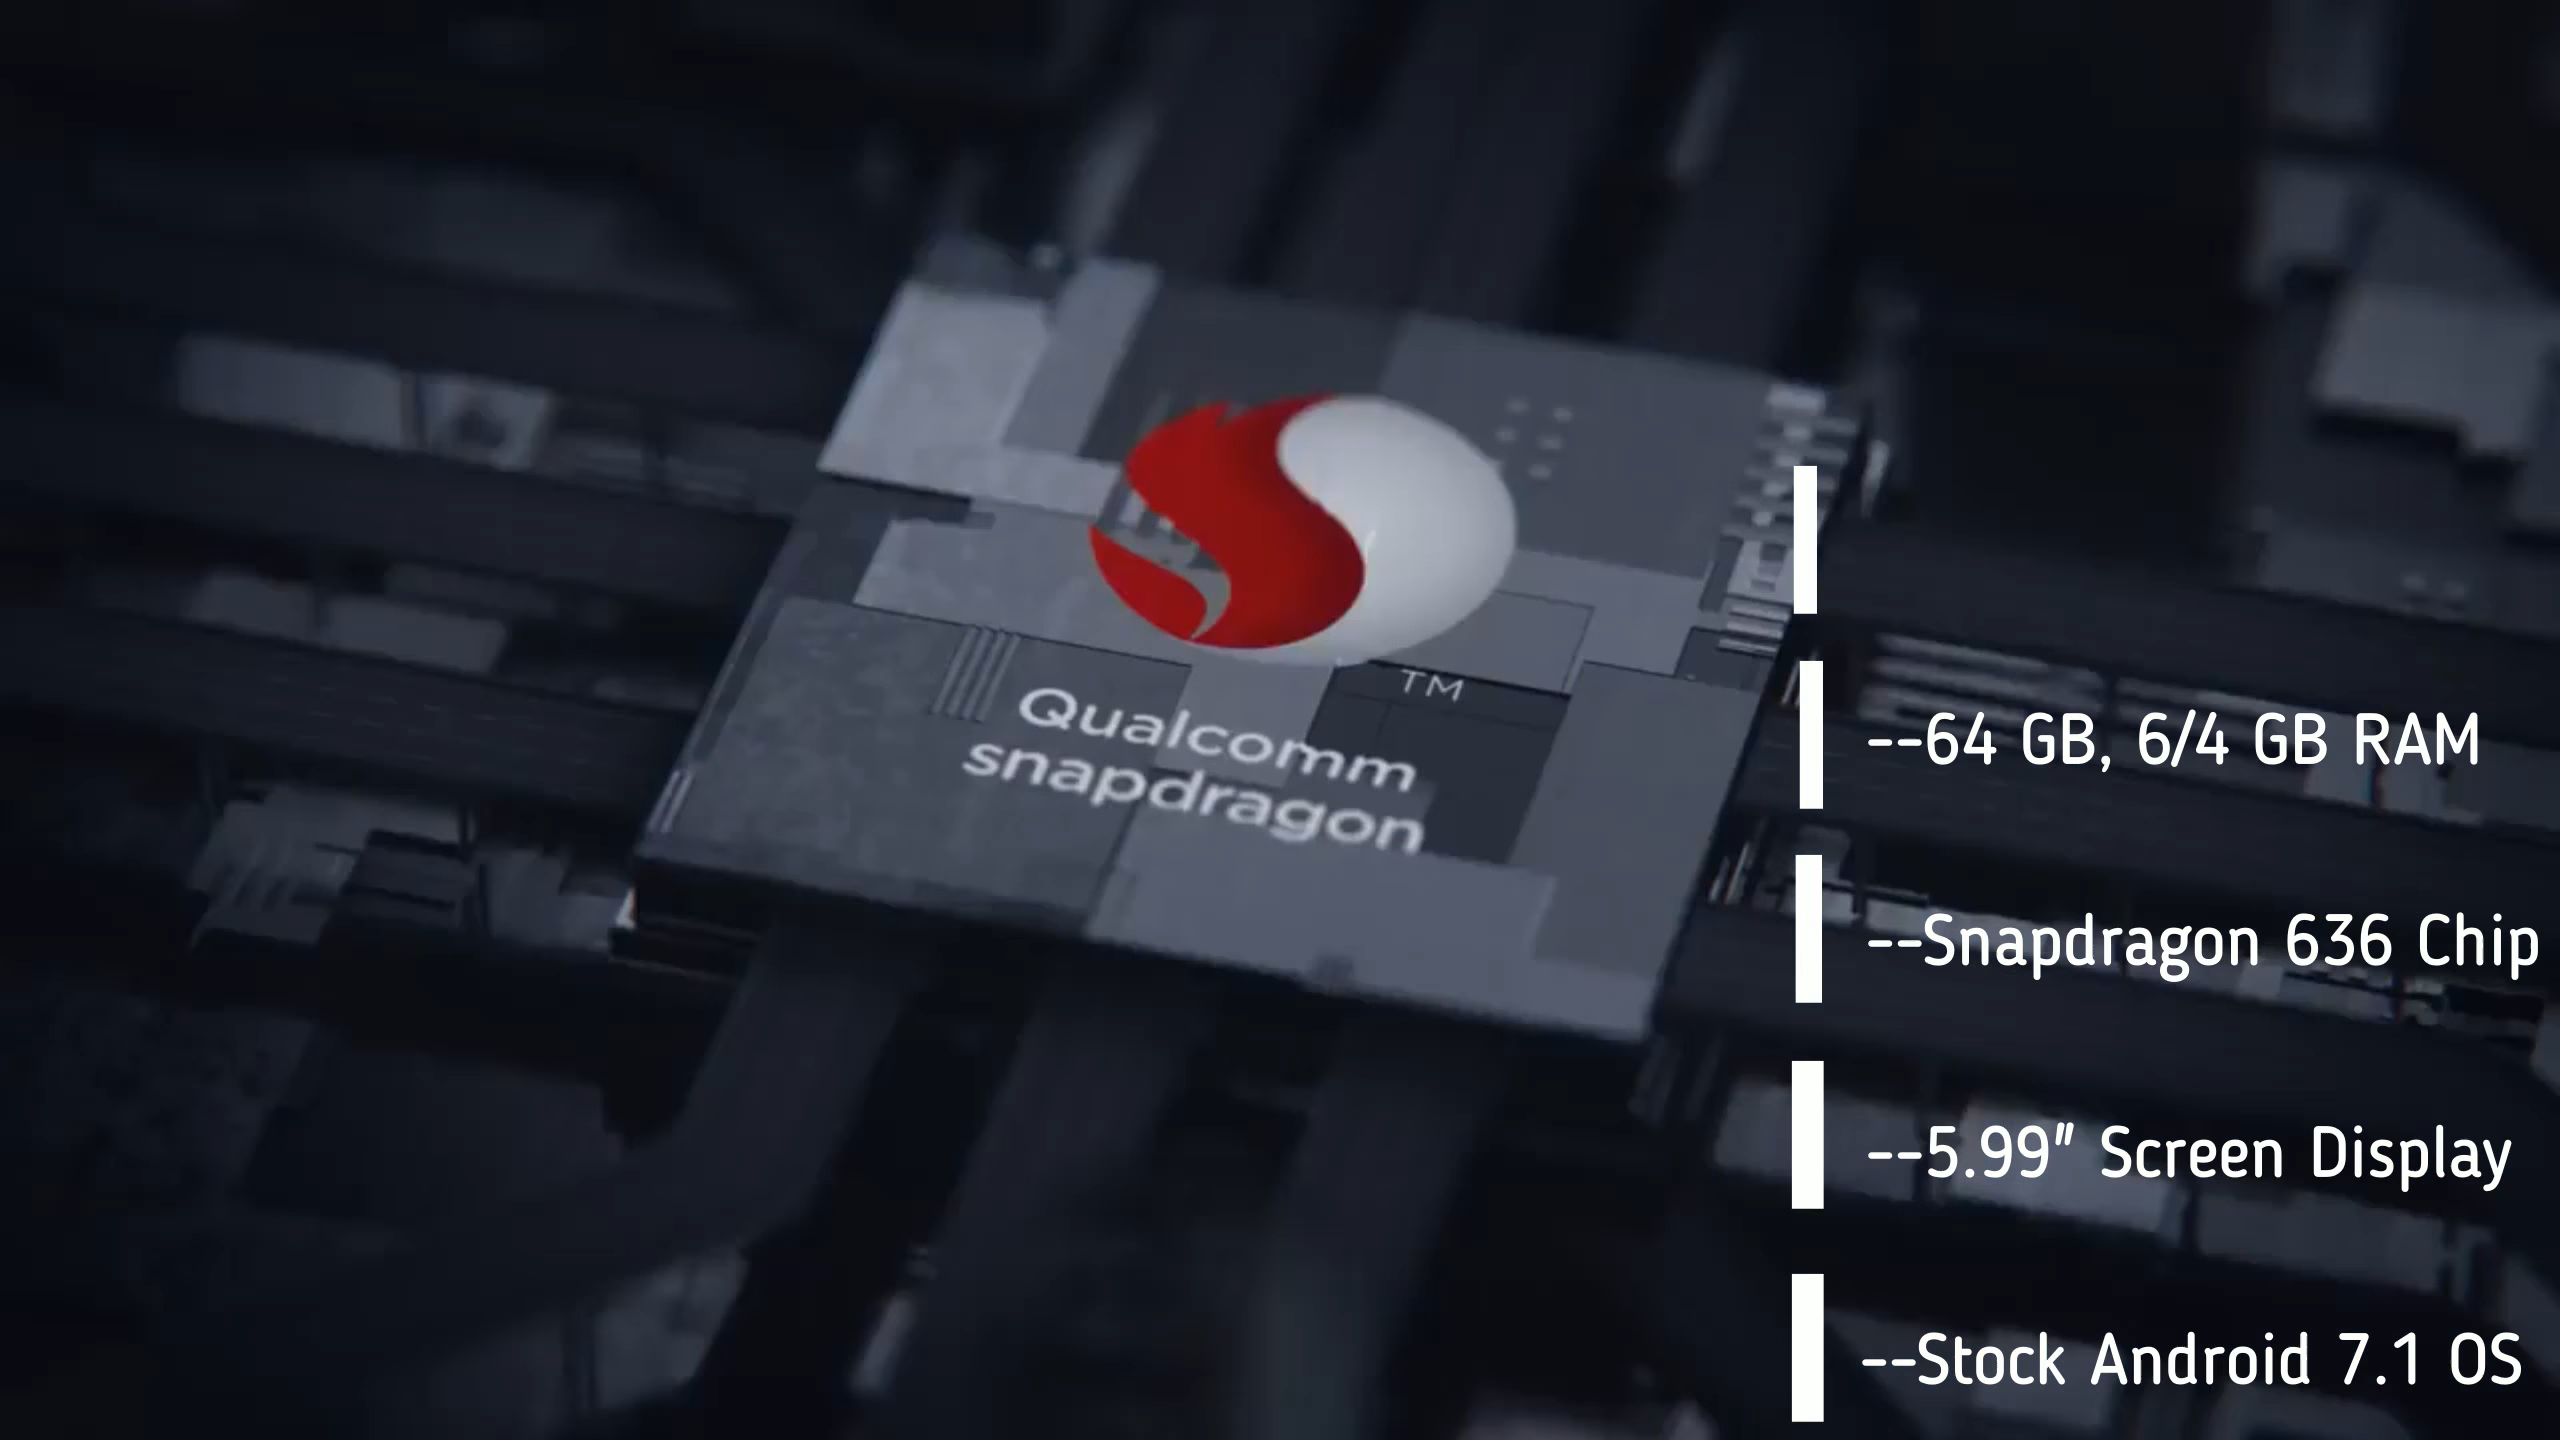 TM
Qualcomm
snapdragon
--64 GB, 6/4 GB RAM
--Snapdragon 636 Chip
--5.99" Screen Display
--Stock Android 7.1 OS